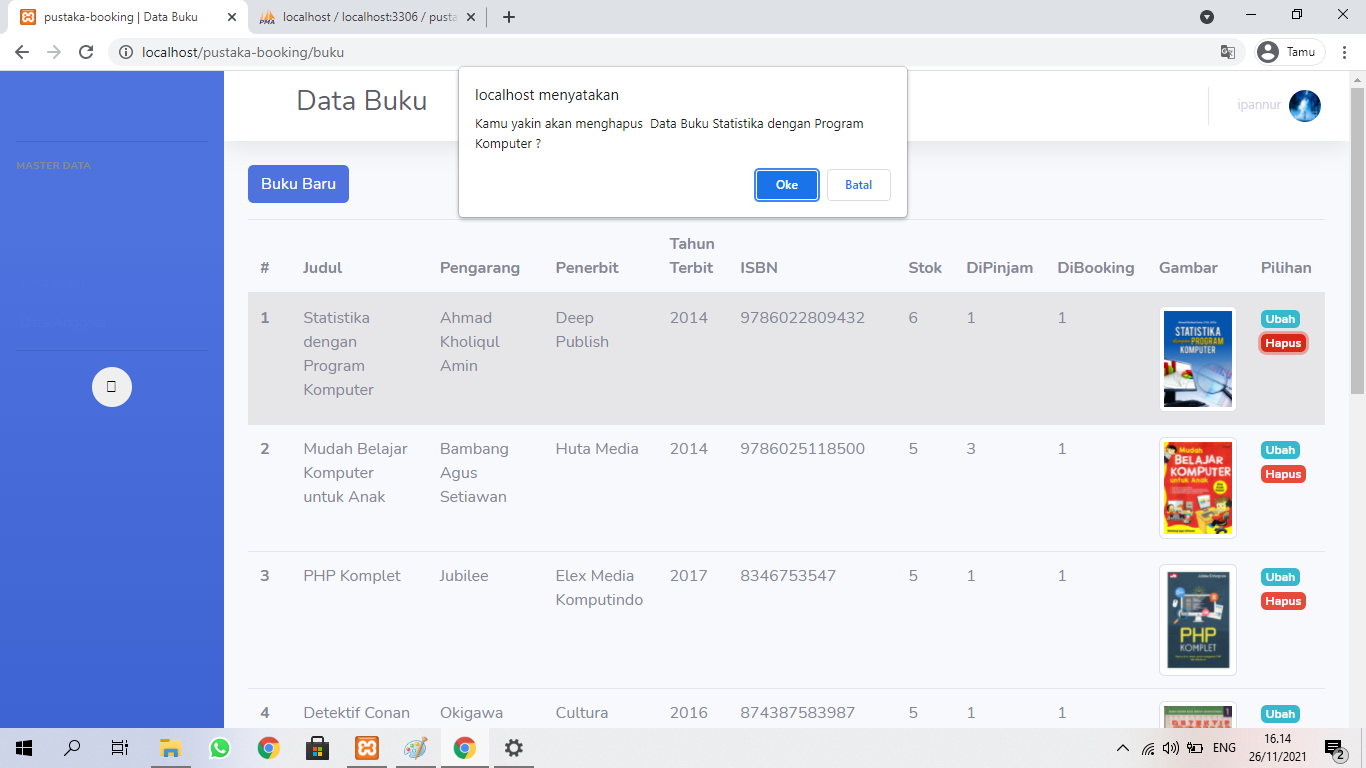 pustaka-booking | Data Buku
localhost / localhost:3306 / pusta
localhost/pustaka-booking/buku
Tamu
localhost menyatakan
Kamu yakin akan menghapus  Data Buku Statistika dengan Program
Komputer ?
Oke
Batal
Data Buku
ipannur
MASTER DATA
Buku Baru
# Judul Pengarang Penerbit Tahun Terbit ISBN Stok DiPinjam DiBooking Gambar Pilihan
1 Statistika Ahmad Deep 2014 9786022809432 6 1 1 Ubah
dengan Kholiqul Publish Hapus
Program Amin
Komputer
STATISTIKA
PROGRAM
KOMPUTER
2 Mudah Belajar Bambang Huta Media 2014 9786025118500 5 3 1 Ubah
Komputer Agus Hapus
untuk Anak Setiawan
Mudah
BELAJAR
KOMPUTER
untuk Anak
3 PHP Komplet Jubilee Elex Media 2017 8346753547 5 1 1 Ubah
Komputindo Hapus
PHP
KOMPLET
4 Detektif Conan Okigawa Cultura 2016 874387583987 5 1 1 Ubah
ENG
16.14
26/11/2021
2